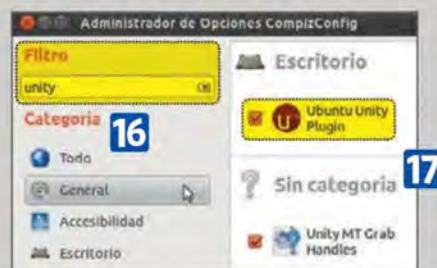 Administrador de Opciones CompizConfig
Filtro
unity
Categoría
16
Todo
General
Accesibilidad
Escritorio
Escritorio
Ubuntu Unity
Plugin
17
Sin categoría
Unity MT Grab
Handles